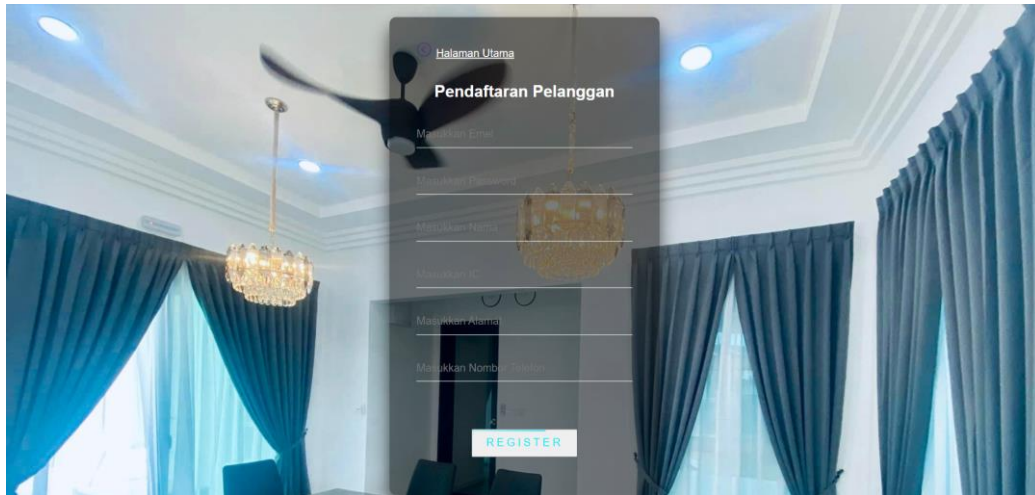 Halaman Utama
Pendaftaran Pelanggan
Masukkan Emel
Masukkan Password
Masukkan Nama
Masukkan IC
Masukkan Alamat
Masukkan Nombor Telefon
REGISTER